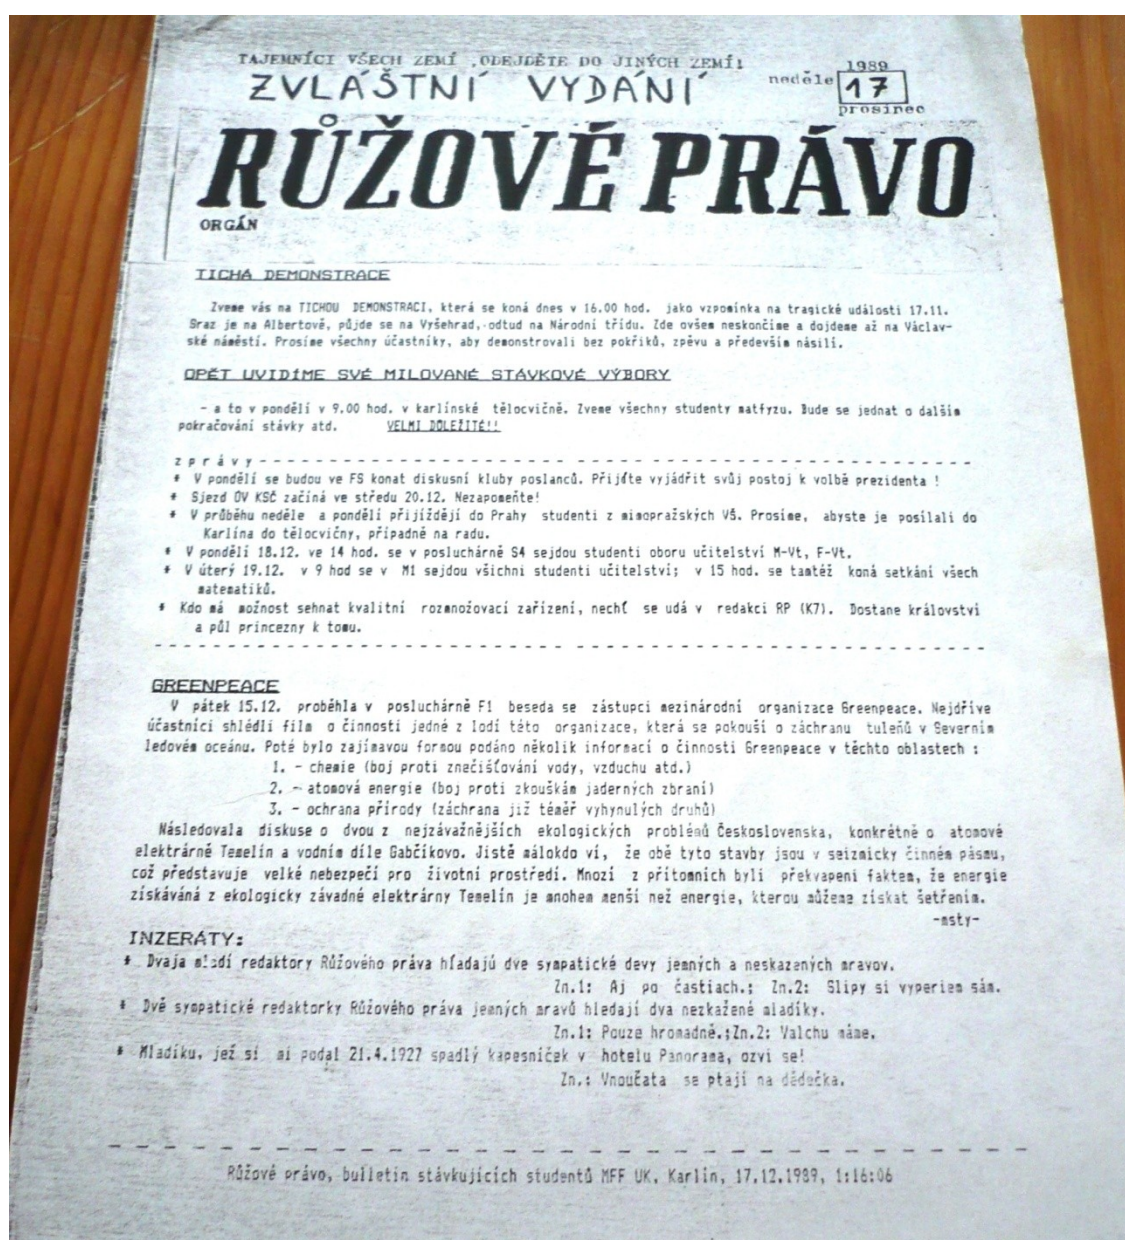 TAJEMNÍCI VŠECH ZEMÍ ,ODEJDĚTE DO JINÝCH ZEMÍ!
ZVLÁŠTNÍ VYDÁNÍ
neděle
1989
17
prosinec
RŮŽOVÉ PRÁVO
ORGÁN
TICHÁ DEMONSTRACE
Zveme vás na TICHOU DEMONSTRACI, která se koná dnes v 16.00 hod. jako vzpomínka na tragické události 17.11.
Sraz je na Albertově, půjde se na Vyšehrad, odtud na Národní třídu. Zde ovšem neskončíme a dojdeme až na Václav-
ské náměstí. Prosíme všechny účastníky, aby demonstrovali bez pokřiků, zpěvu a především násilí.
OPĚT UVIDÍME SVÉ MILOVANÉ STÁVKOVÉ VÝBORY
- a to v pondělí v 9.00 hod. v karlínské tělocvičně. Zveme všechny studenty matfyzu. Bude se jednat o dalším
pokračování stávky atd. VELMI DŮLEŽITÉ!!
z p r á v y - - - - - - - - - - - - - - - - - - - - - - - - - - - - - - - - - - - - - - - - - -
* V pondělí se budou ve FS konat diskusní kluby poslanců. Přijďte vyjádřit svůj postoj k volbě prezidenta !
* Sjezd ÚV KSČ začíná ve středu 20.12. Nezapomeňte!
* V průběhu neděle a pondělí přijíždějí do Prahy studenti z mimopražských VŠ. Prosíme, abyste je posílali do
Karlína do tělocvičny, případně na radu.
* V pondělí 18.12. ve 14 hod. se v posluchárně S4 sejdou studenti oboru učitelství M-Vt, F-Vt.
* V úterý 19.12. v 9 hod se v M1 sejdou všichni studenti učitelství; v 15 hod. se tamtéž koná setkání všech
matematiků.
* Kdo má možnost sehnat kvalitní rozmnožovací zařízení, nechť se udá v redakci RP (K7). Dostane království
a půl princezny k tomu.
- - - - - - - - - - - - - - - - - - - - - - - - - - - - - - - - - - - - - - - - - - - - - - - -
GREENPEACE
V pátek 15.12. proběhla v posluchárně F1 beseda se zástupci mezinárodní organizace Greenpeace. Nejdříve
účastníci shlédli film o činnosti jedné z lodí této organizace, která se pokouší o záchranu tuleňů v Severním
ledovém oceánu. Poté bylo zajímavou formou podáno několik informací o činnosti Greenpeace v těchto oblastech :
1. - chemie (boj proti znečišťování vody, vzduchu atd.)
2. - atomová energie (boj proti zkouškám jaderných zbraní)
3. - ochrana přírody (záchrana již téměř vyhynulých druhů)
Následovala diskuse o dvou z nejzávažnějších ekologických problémů Československa, konkrétně o atomové
elektrárně Temelín a vodním díle Gabčíkovo. Jistě málokdo ví, že obě tyto stavby jsou v seizmicky činném pásmu,
což představuje velké nebezpečí pro životní prostředí. Mnozí z přítomních byli překvapeni faktem, že energie
získáváná z ekologicky závadné elektrárny Temelín je mnohem menší než energie, kterou můžeme získat šetřením.
-msty-
INZERÁTY:
* Dvaja mladí redaktory Růžového práva hľadajú dve sympatické devy jemných a neskazených mravov.
Zn.1: Aj po častiach.; Zn.2: Slipy si vyperiem sám.
* Dvě sympatické redaktorky Růžového práva jemných mravů hledají dva nezkažené mladíky.
Zn.1: Pouze hromadně.;Zn.2: Valchu máme.
* Mladíku, jež si mi podal 21.4.1927 spadlý kapesníček v hotelu Panorama, ozvi se!
Zn.: Vnoučata se ptají na dědečka.
- - - - - - - - - - - - - - - - - - - - - - - - - - - - - - - - - - - - - - -
Růžové právo, bulletin stávkujících studentů MFF UK, Karlín, 17.12.1989, 1:16:06